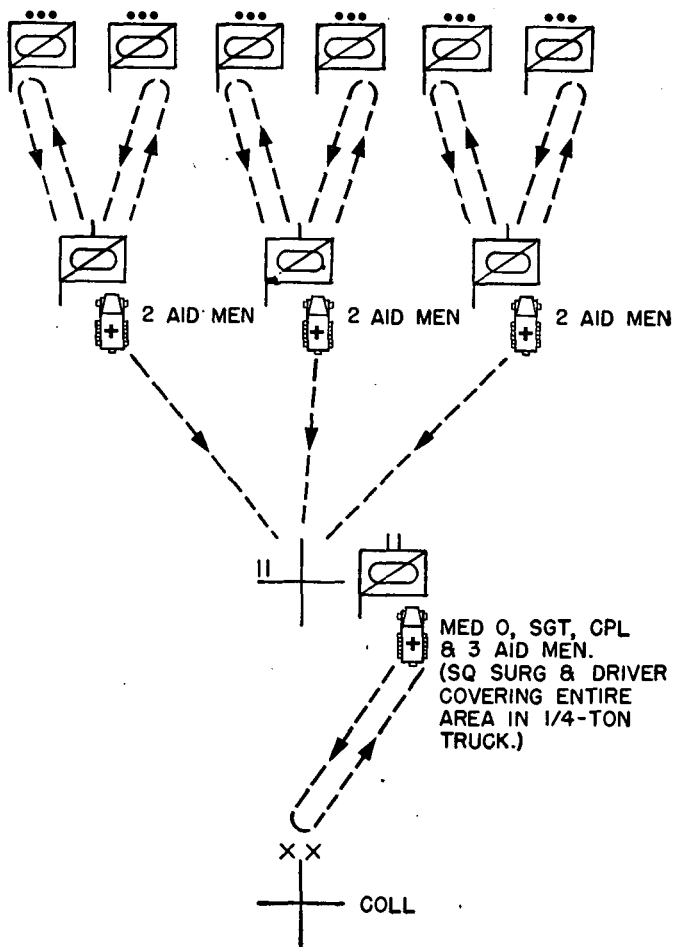 2 AID MEN 2 AID MEN 2 AID MEN
II
MED O, SGT, CPL
& 3 AID MEN.
(SQ SURG & DRIVER
COVERING ENTIRE
AREA IN 1/4-TON
TRUCK.)
XX
COLL